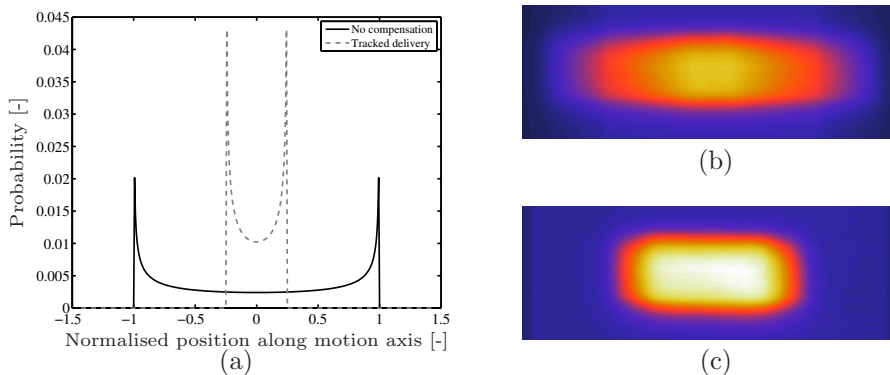 0.045
0.04
0.035
0.03
0.025
0.02
0.015
0.01
0.005
0
Probability [-]
No compensation
Tracked delivery
−1.5 −1 −0.5 0 0.5 1 1.5
Normalised position along motion axis [-]
(a)
(b)
(c)